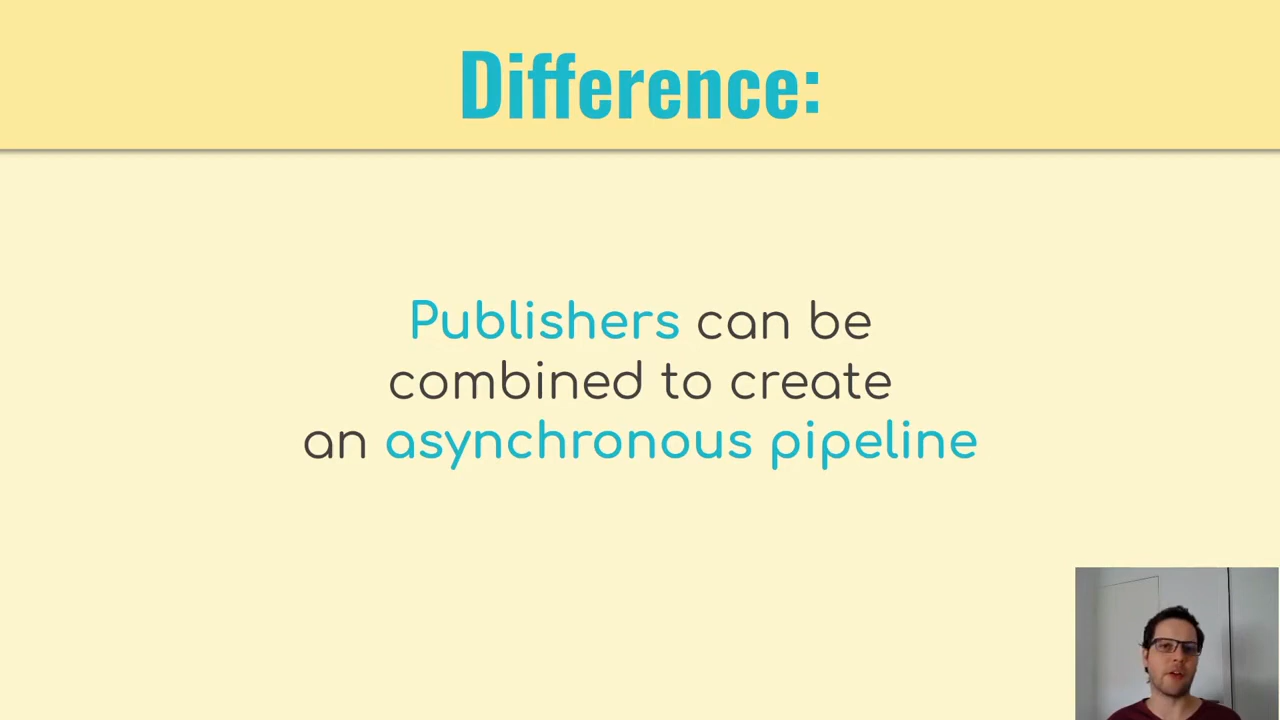 Difference:
Publishers can be
combined to create
an asynchronous pipeline